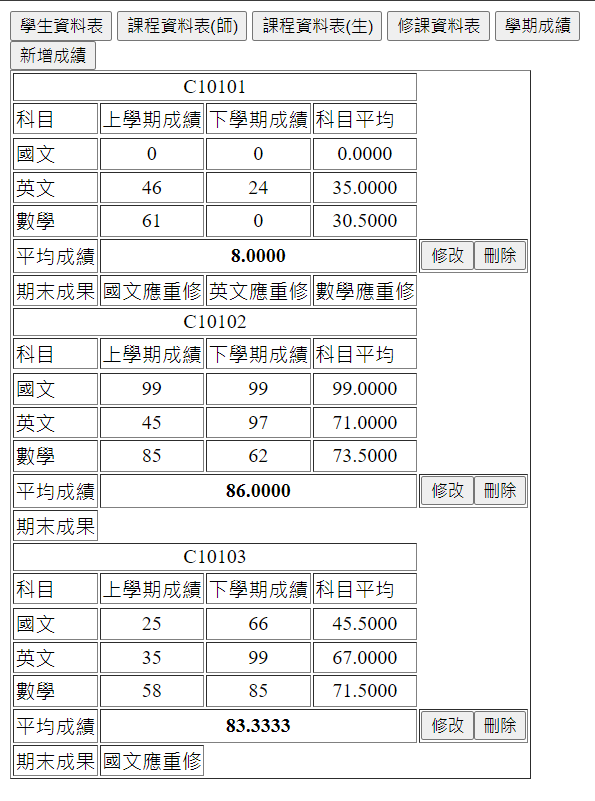 學生資料表 課程資料表(師) 課程資料表(生) 修課資料表 學期成績
新增成績
C10101
科目 上學期成績 下學期成績 科目平均
國文 0 0 0.0000
英文 46 24 35.0000
數學 61 0 30.5000
平均成績 8.0000 修改 刪除
期末成果 國文應重修 英文應重修 數學應重修
C10102
科目 上學期成績 下學期成績 科目平均
國文 99 99 99.0000
英文 45 97 71.0000
數學 85 62 73.5000
平均成績 86.0000 修改 刪除
期末成果
C10103
科目 上學期成績 下學期成績 科目平均
國文 25 66 45.5000
英文 35 99 67.0000
數學 58 85 71.5000
平均成績 83.3333 修改 刪除
期末成果 國文應重修